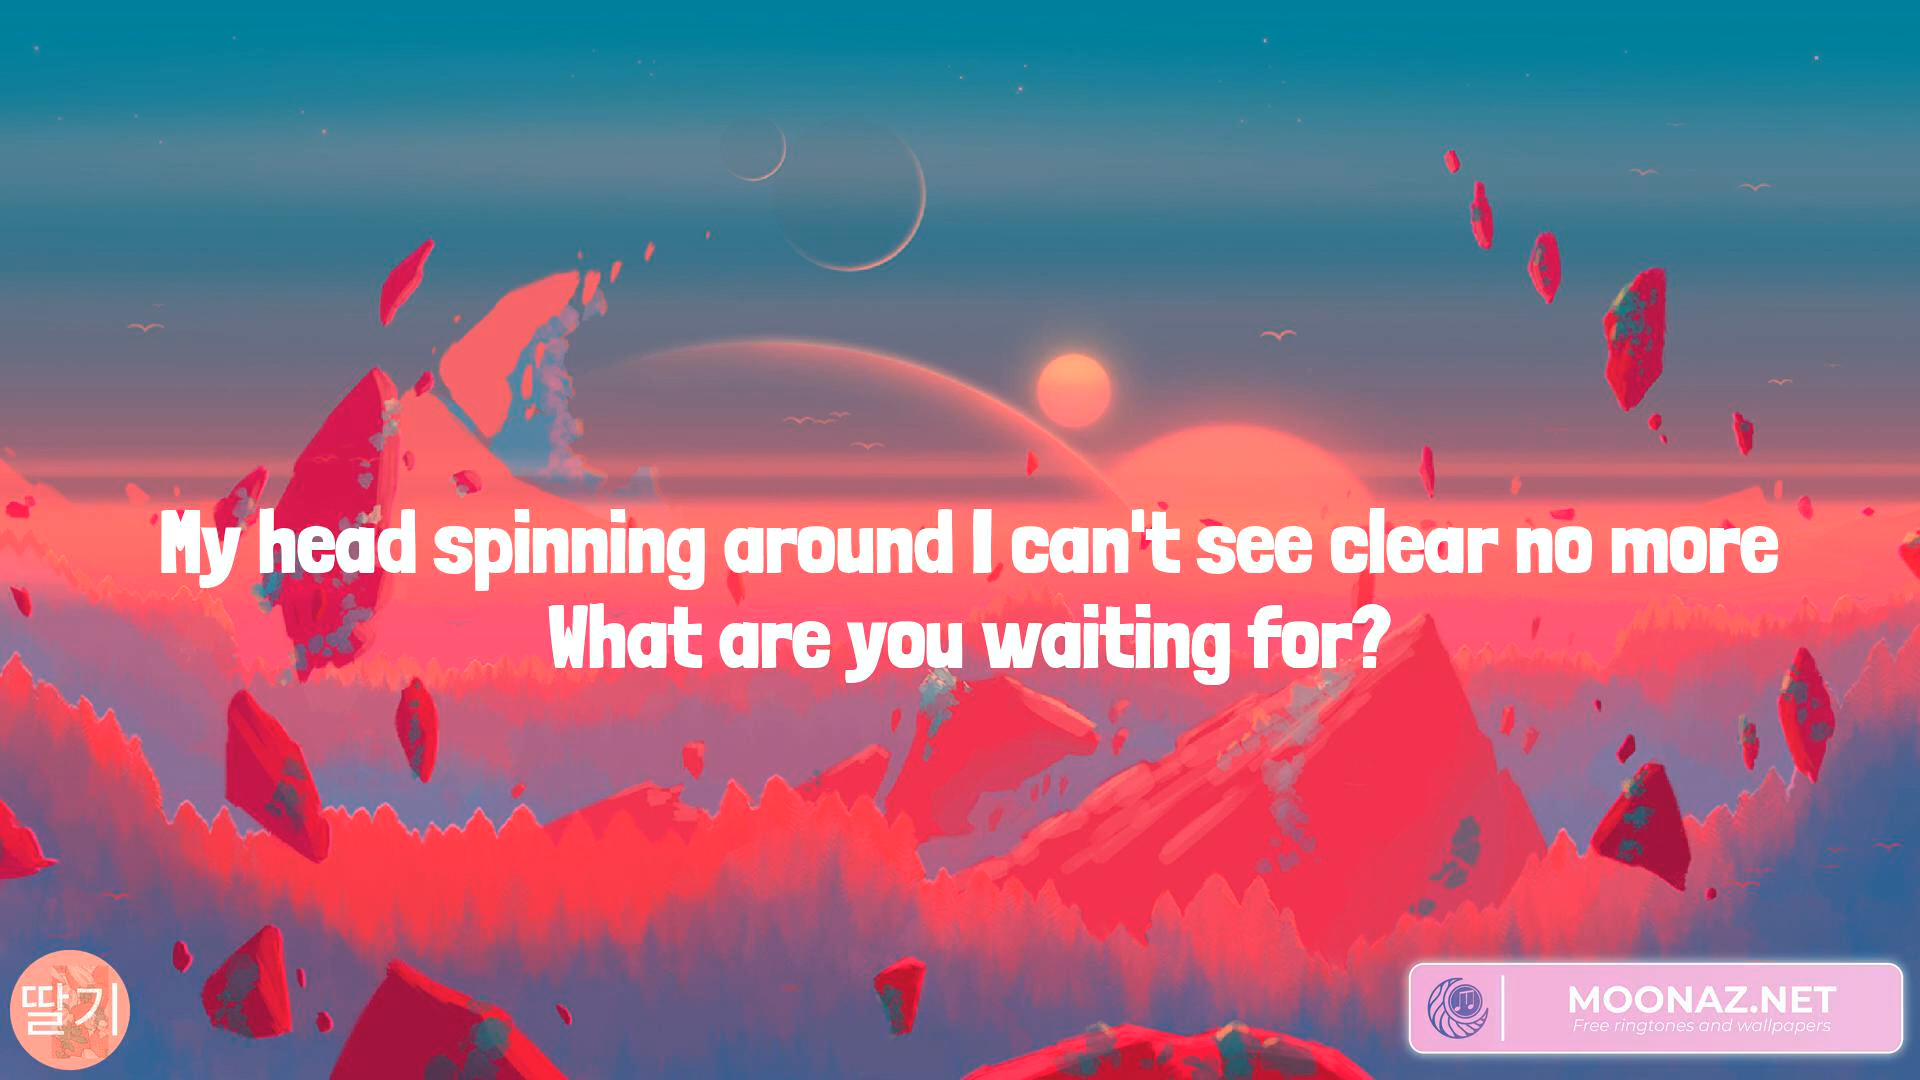 My head spinning around I can't see clear no more
What are you waiting for?
딸기
MOONAZ.NET
Free ringtones and wallpapers